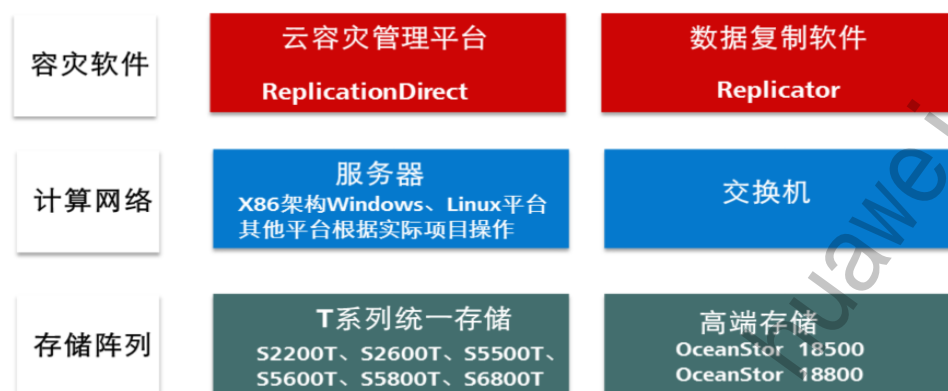 容灾软件
云容灾管理平台
ReplicationDirect
数据复制软件
Replicator
计算网络
服务器
X86架构Windows、Linux平台
其他平台根据实际项目操作
交换机
存储阵列
T系列统一存储
S2200T、S2600T、S5500T、
S5600T、S5800T、S6800T
高端存储
OceanStor 18500
OceanStor 18800
huawei